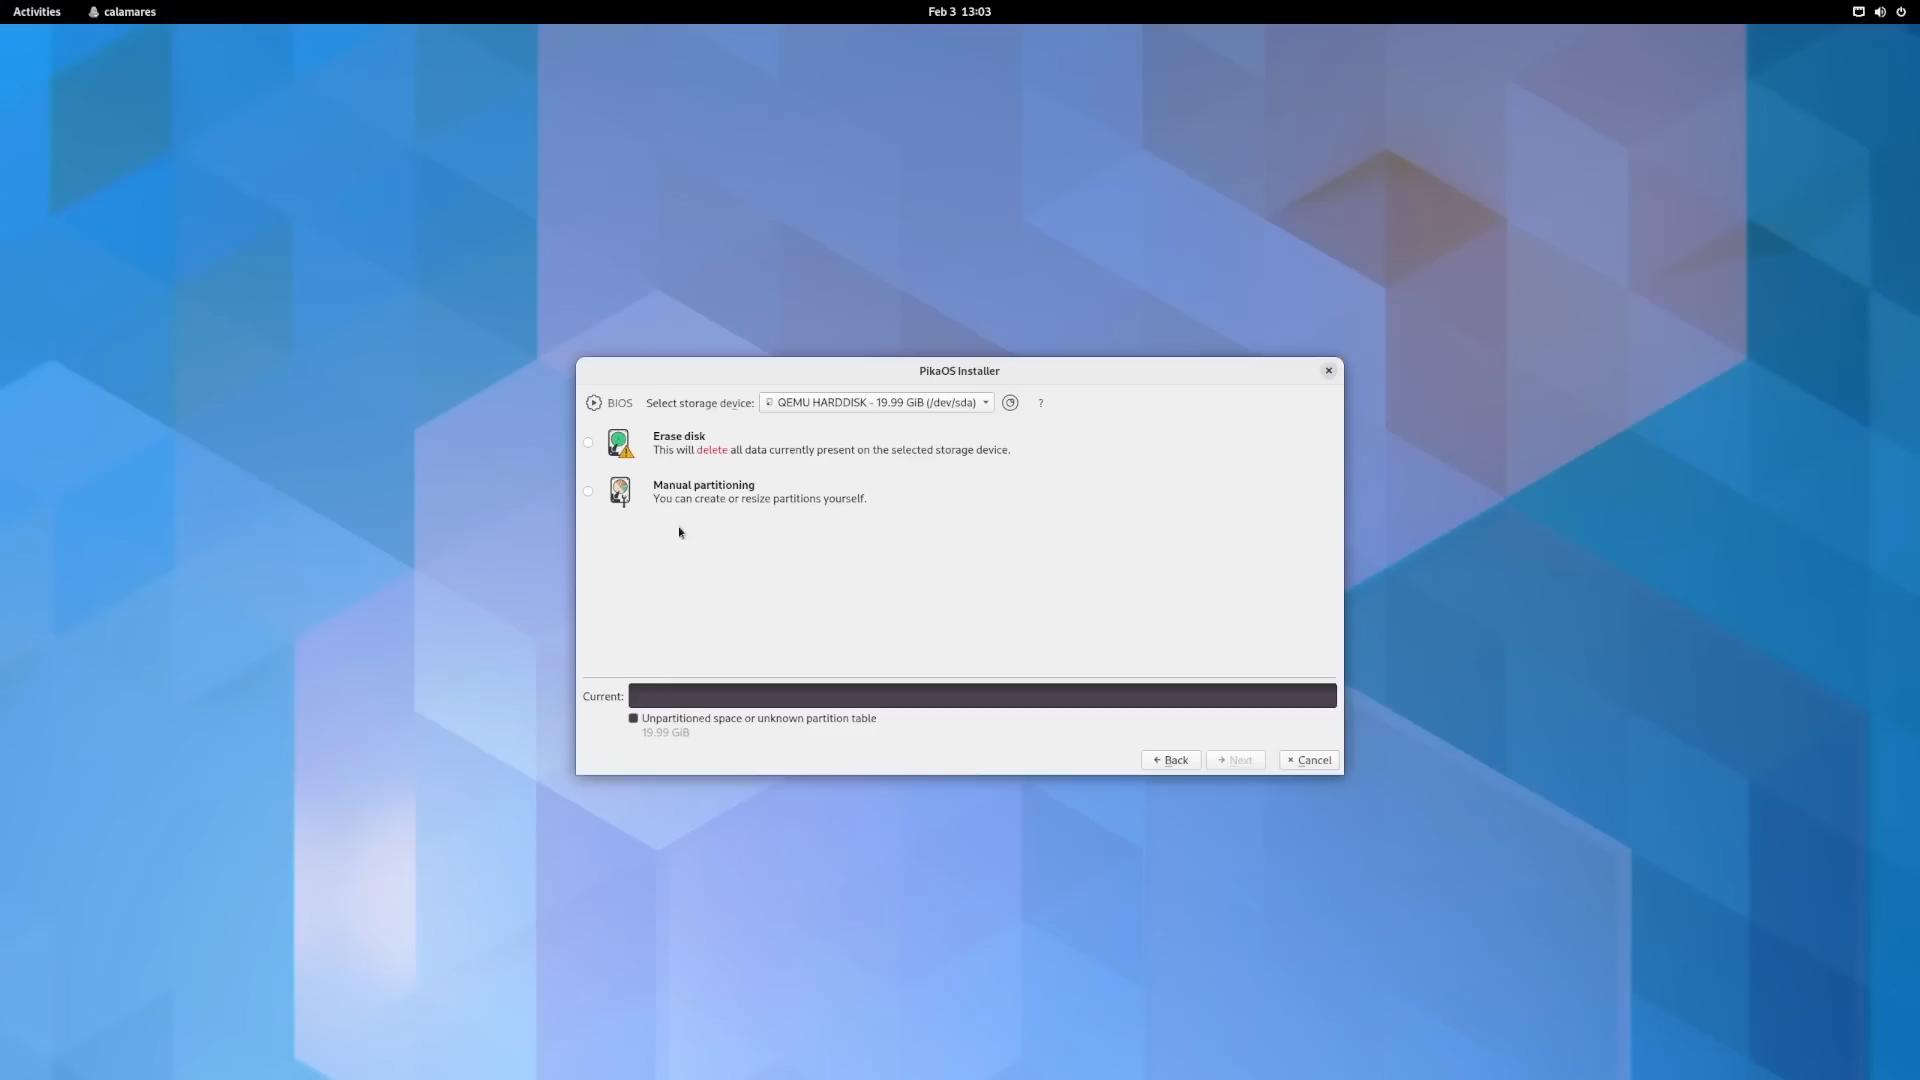 Activities calamares Feb 3 13:03
PikaOS Installer
BIOS Select storage device: QEMU HARDDISK - 19.99 GiB (/dev/sda) ?
Erase disk
This will delete all data currently present on the selected storage device.
Manual partitioning
You can create or resize partitions yourself.
Current:
Unpartitioned space or unknown partition table
19.99 GiB
Back Next Cancel